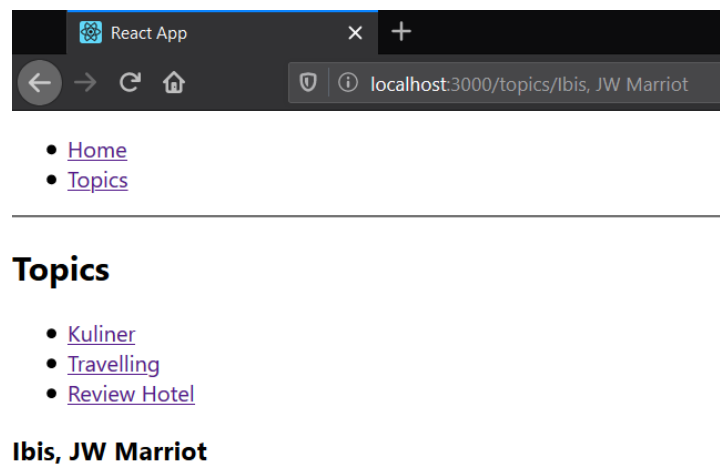 React App
localhost:3000/topics/Ibis, JW Marriot
Home
Topics
Topics
Kuliner
Travelling
Review Hotel
Ibis, JW Marriot